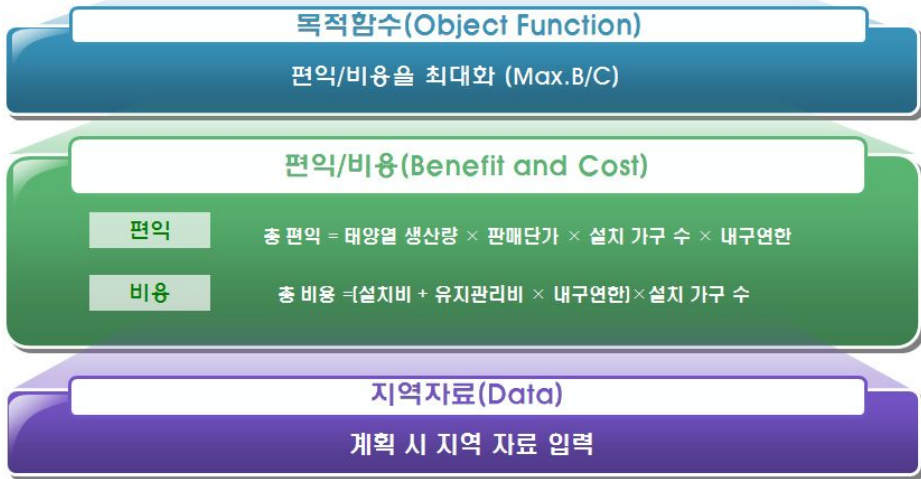 목적함수(Object Function)
편익/비용을 최대화 (Max.B/C)
편익/비용(Benefit and Cost)
편익
총 편익 = 태양열 생산량 × 판매단가 × 설치 가구 수 × 내구연한
비용
총 비용 =[설치비 + 유지관리비 × 내구연한]×설치 가구 수
지역자료(Data)
계획 시 지역 자료 입력